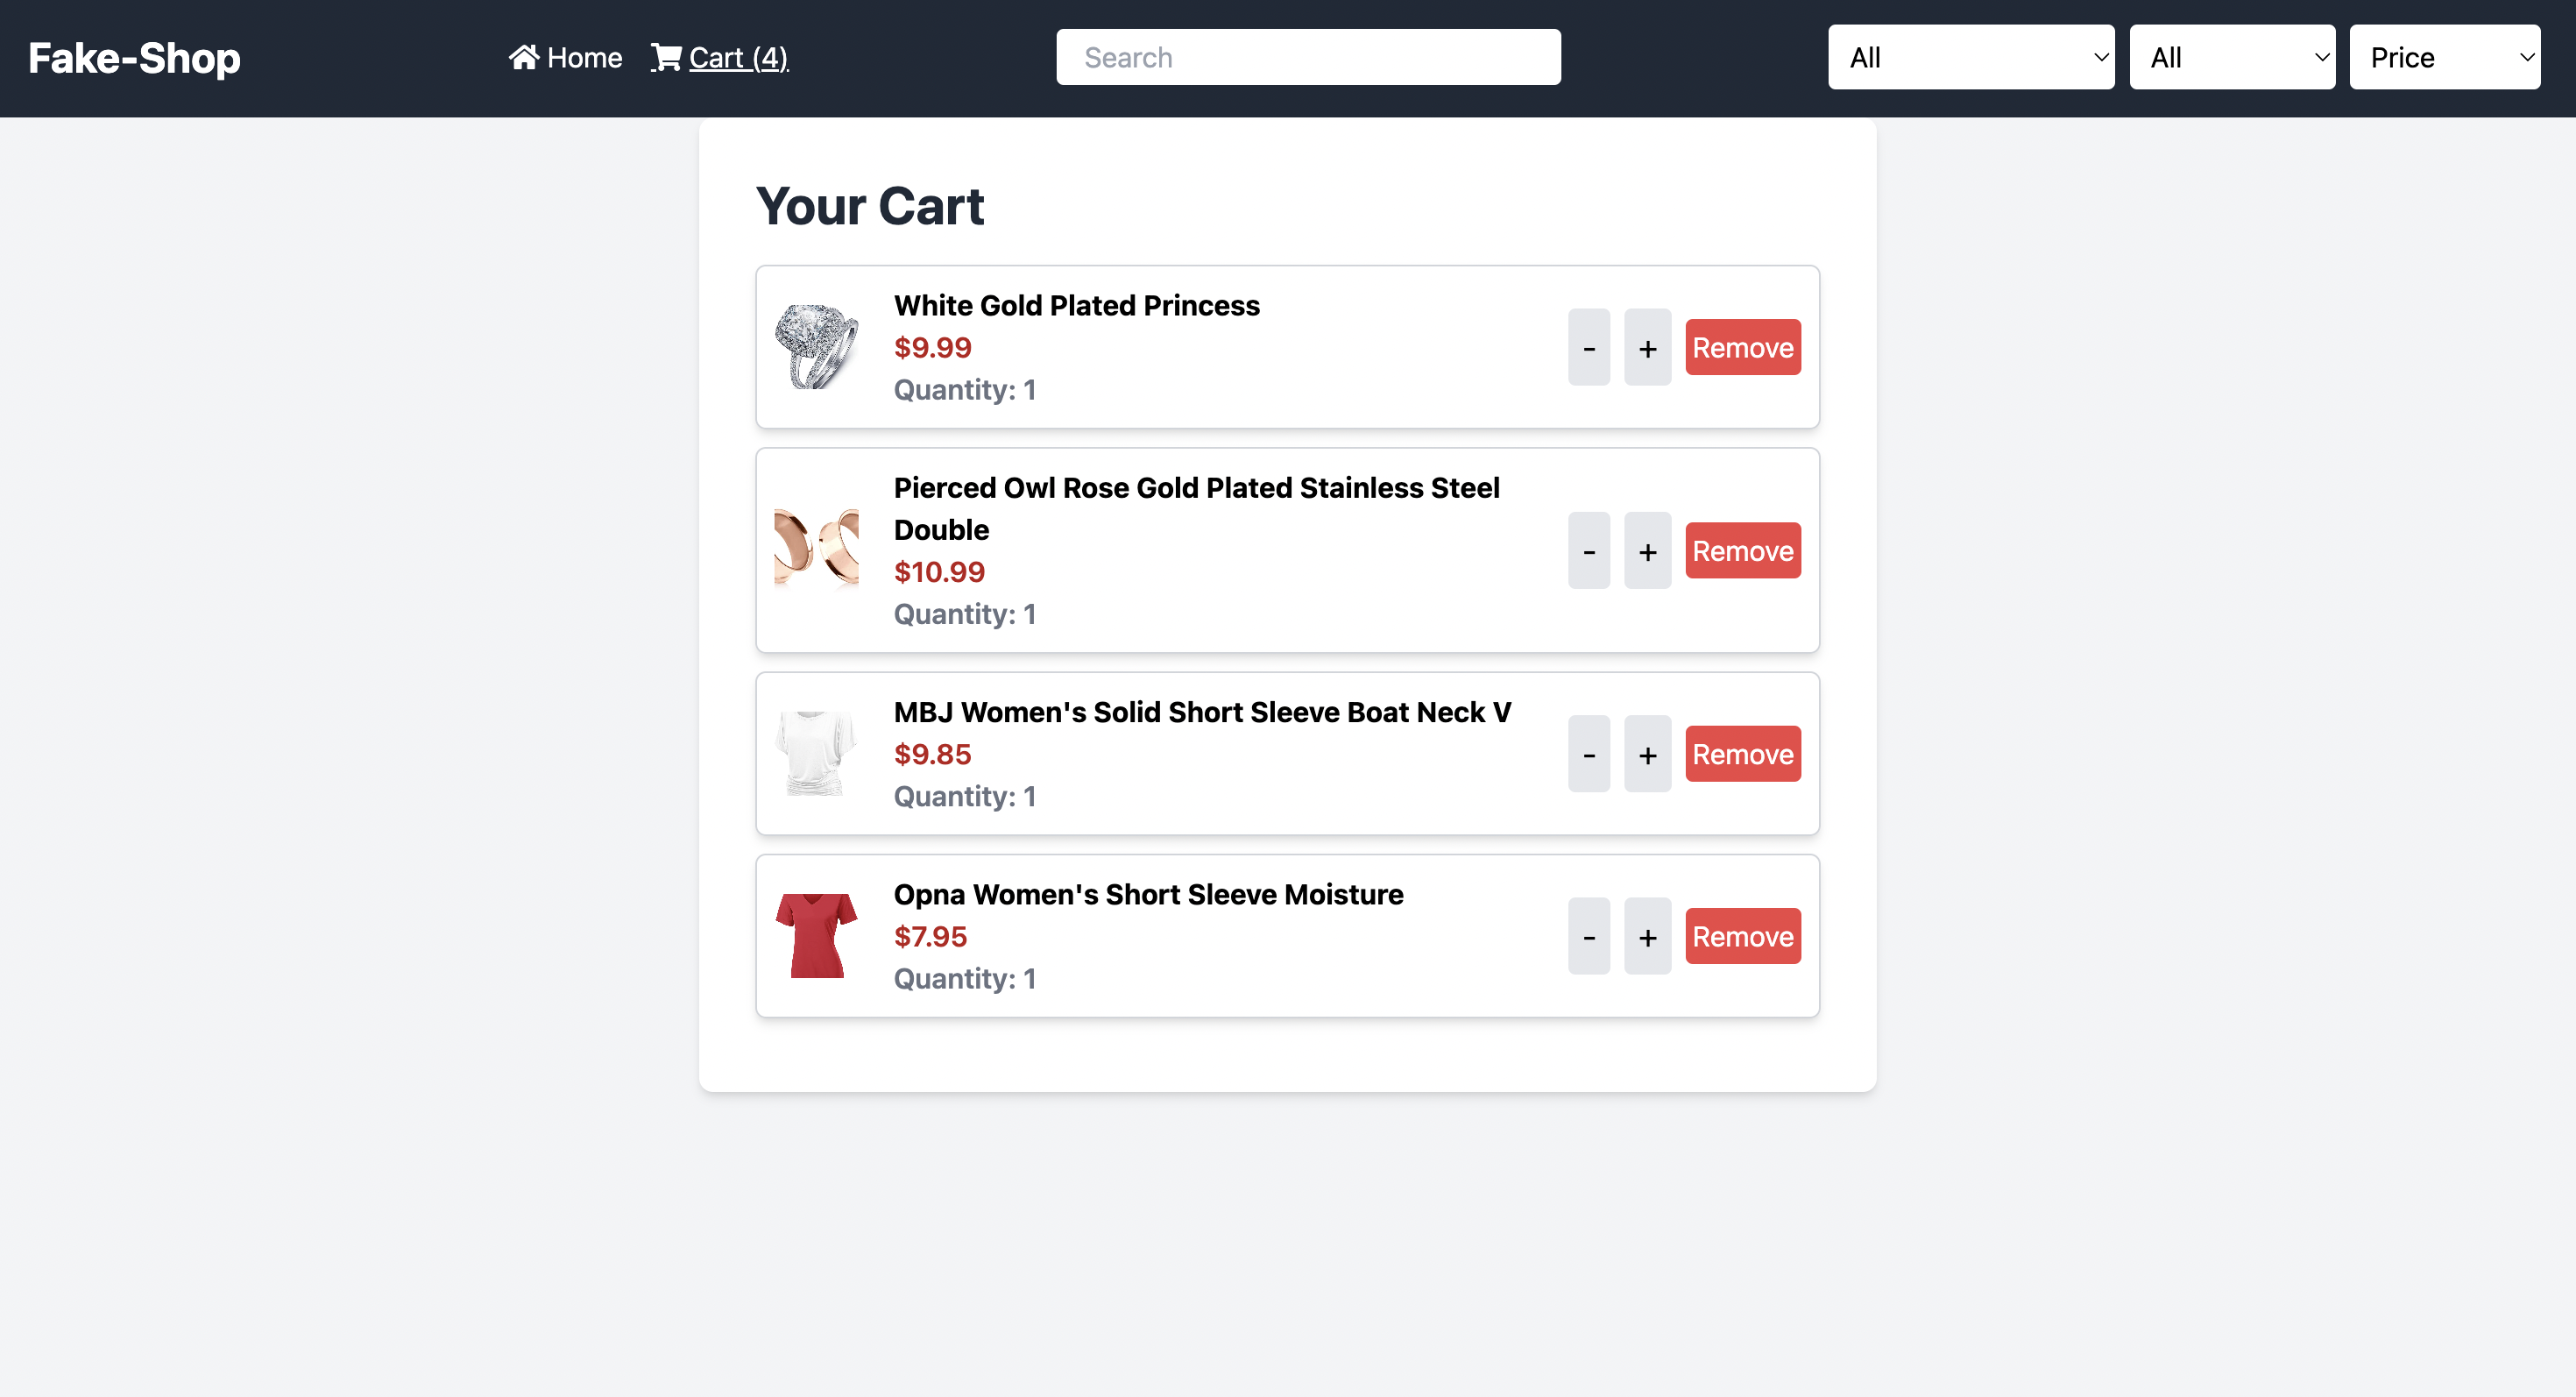 Fake-Shop
Home
Cart (4)
Search
All
All
Price
Your Cart
White Gold Plated Princess
$9.99
Quantity: 1
-
+
Remove
Pierced Owl Rose Gold Plated Stainless Steel
Double
$10.99
Quantity: 1
-
+
Remove
MBJ Women's Solid Short Sleeve Boat Neck V
$9.85
Quantity: 1
-
+
Remove
Opna Women's Short Sleeve Moisture
$7.95
Quantity: 1
-
+
Remove